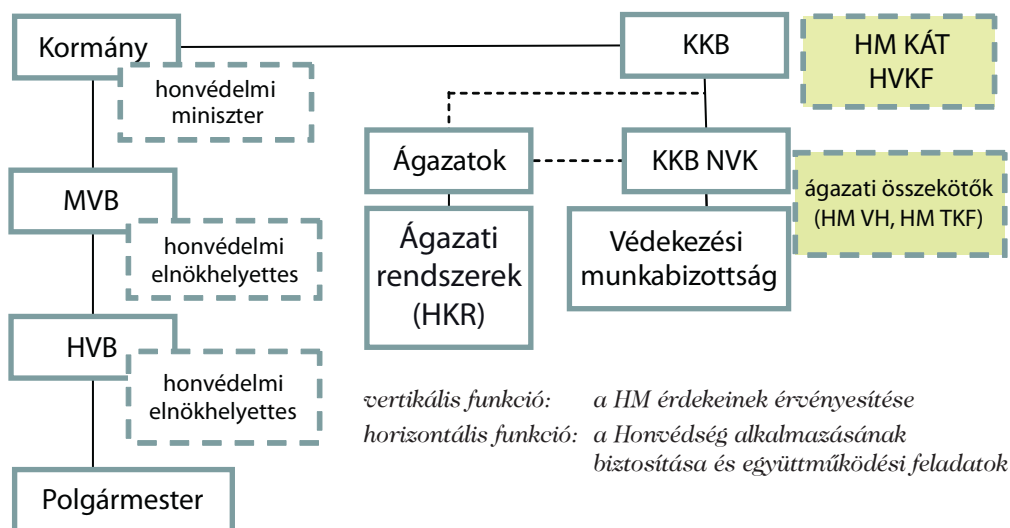 Kormány
honvédelmi
miniszter
MVB
honvédelmi
elnökhelyettes
HVB
honvédelmi
elnökhelyettes
Polgármester
KKB
HM KÁT
HVKF
Ágazatok
KKB NVK
ágazati összekötők
(HM VH, HM TKF)
Ágazati
rendszerek
(HKR)
Védekezési
munkabizottság
vertikális funkció: a HM érdekeinek érvényesítése
horizontális funkció: a Honvédség alkalmazásának
biztosítása és együttműködési feladatok